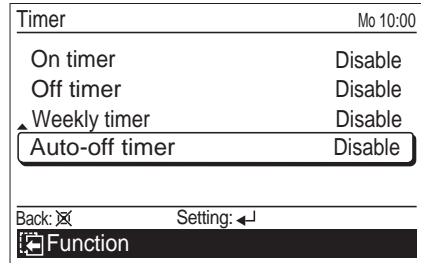 Timer Mo 10:00
On timer Disable
Off timer Disable
Weekly timer Disable
Auto-off timer Disable
Back: Setting:
Function